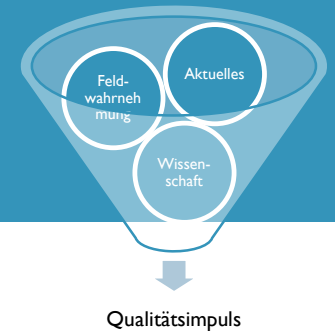 Feld-
wahrneh
mung
Aktuelles
Wissen-
schaft
Qualitätsimpuls